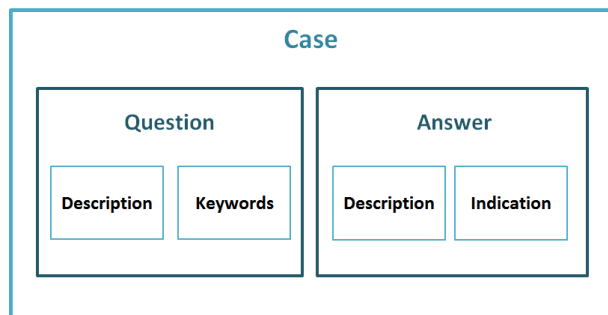 Case
Question
Answer
Description
Keywords
Description
Indication